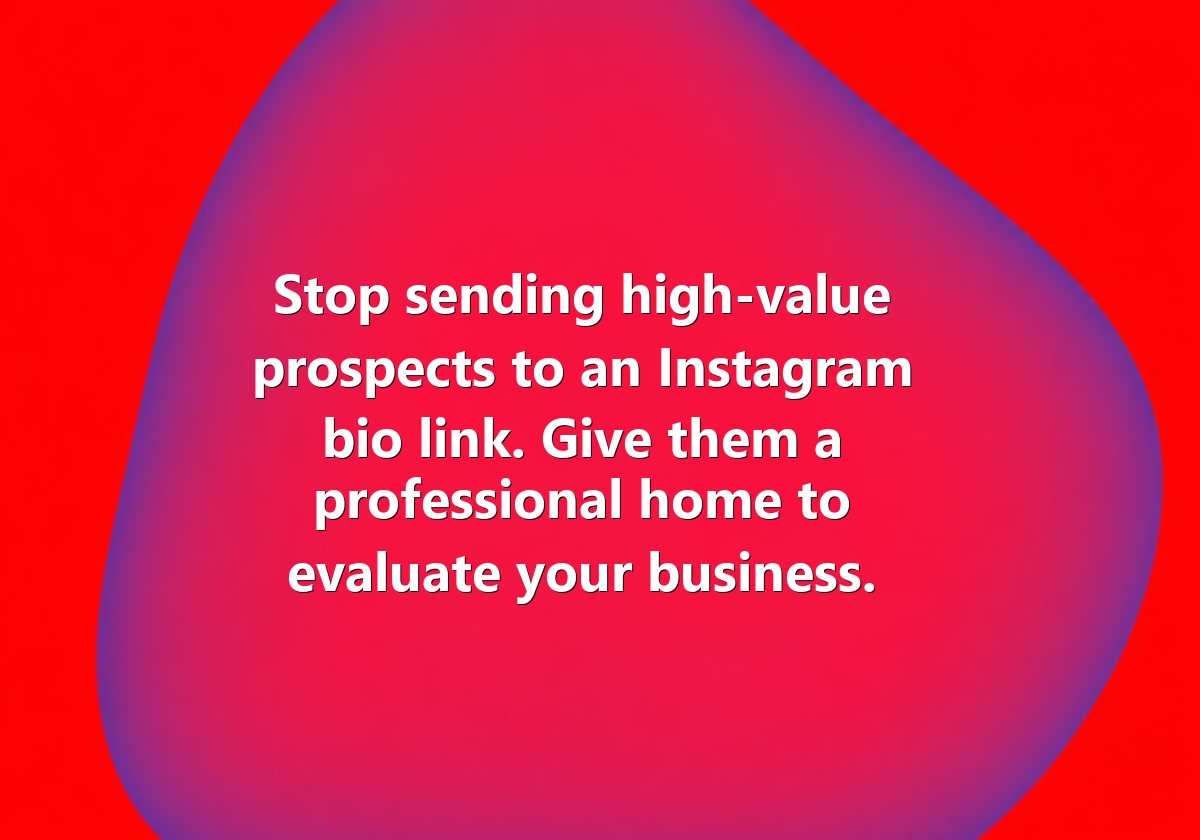 Stop sending high-value
prospects to an Instagram
bio link. Give them a
professional home to
evaluate your business.